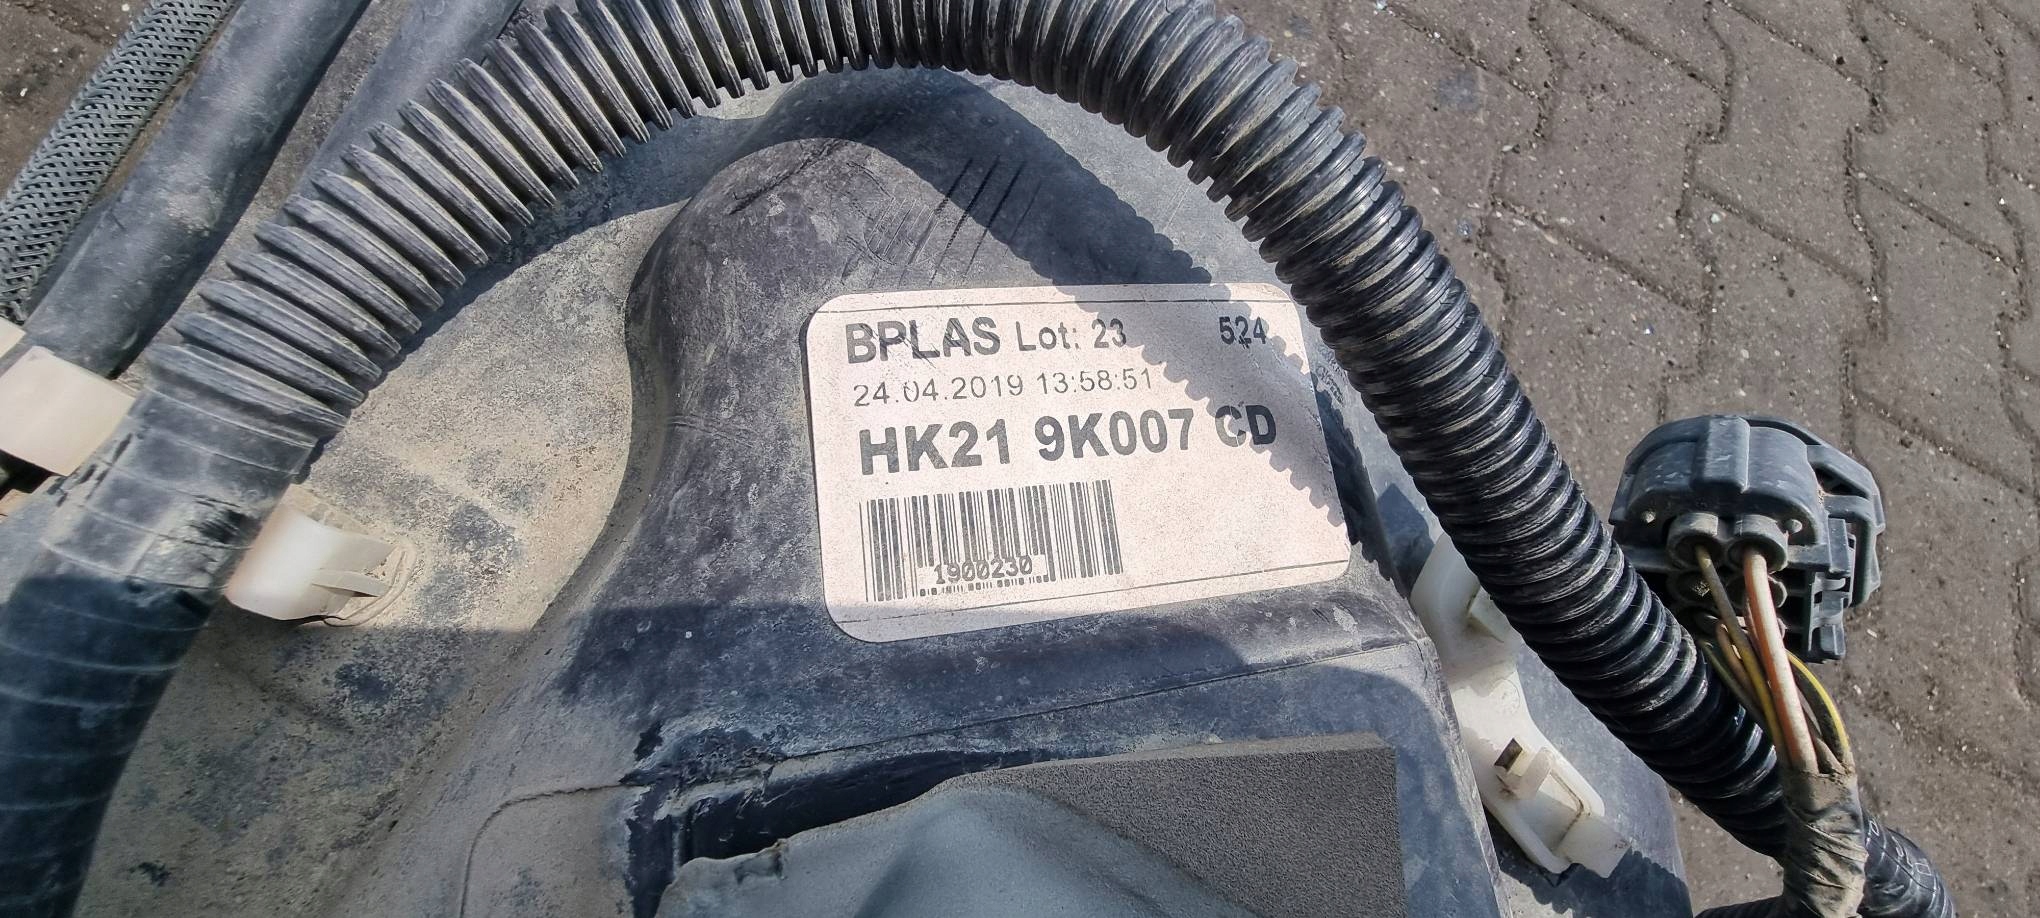 BPLAS Lot: 23 524
24.04.2019 13:58:51
HK21 9K007 CD
1900230